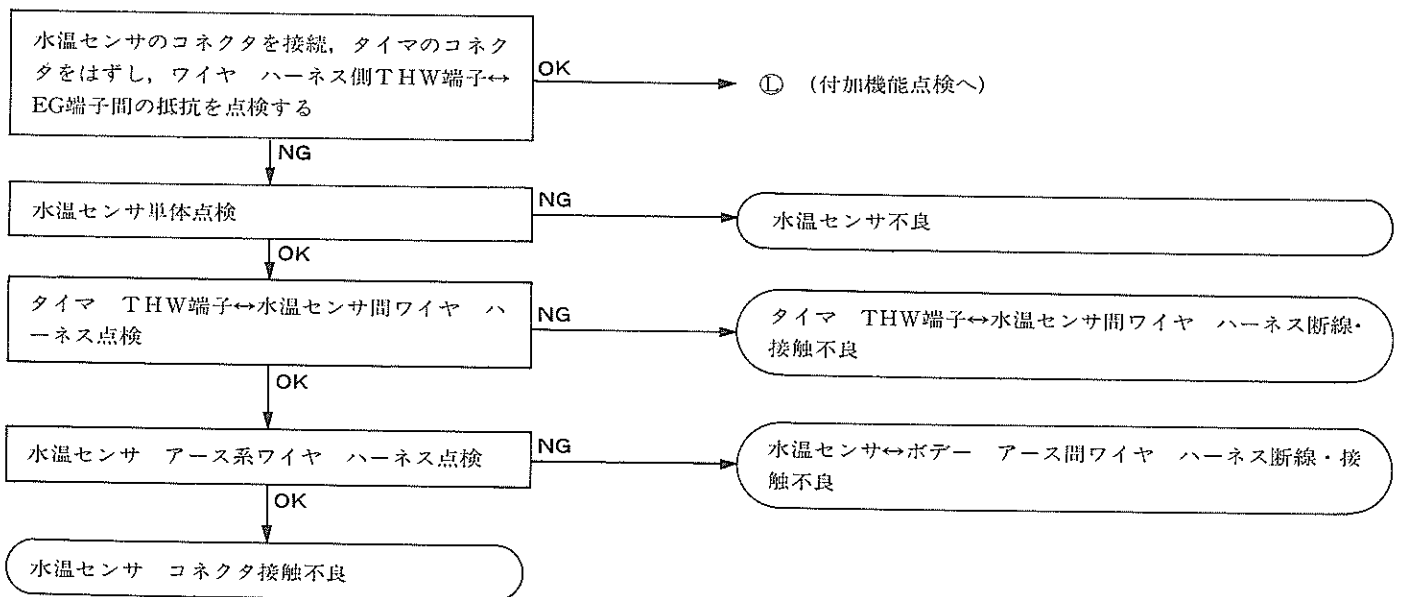 水温センサのコネクタを接続，タイマのコネク
タをはずし，ワイヤ　ハーネス側THW端子↔
EG端子間の抵抗を点検する
OK
Ⓛ　(付加機能点検へ)
NG
水温センサ単体点検
NG
水温センサ不良
OK
タイマ　THW端子↔水温センサ間ワイヤ　ハ
ーネス点検
NG
タイマ　THW端子↔水温センサ間ワイヤ　ハーネス断線・
接触不良
OK
水温センサ　アース系ワイヤ　ハーネス点検
NG
水温センサ↔ボデー　アース間ワイヤ　ハーネス断線・接
触不良
OK
水温センサ　コネクタ接触不良